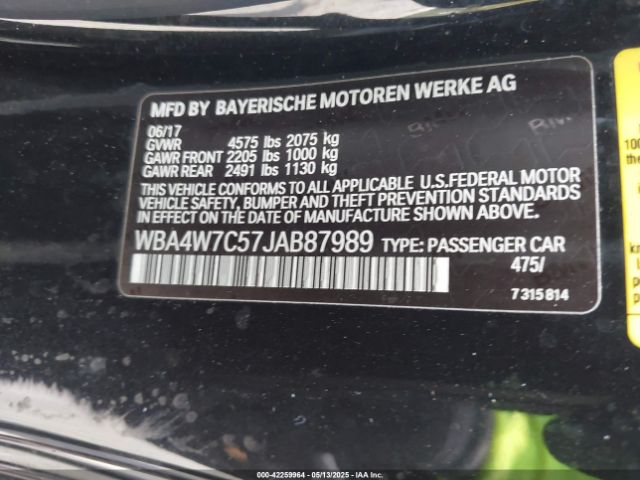 MFD BY BAYERISCHE MOTOREN WERKE AG
06/17
GVWR 4575 lbs 2075 kg
GAWR FRONT 2205 lbs 1000 kg
GAWR REAR 2491 lbs 1130 kg
THIS VEHICLE CONFORMS TO ALL APPLICABLE U.S.FEDERAL MOTOR
VEHICLE SAFETY, BUMPER AND THEFT PREVENTION
STANDARDS IN EFFECT ON THE DATE OF MANUFACTURE SHOWN ABOVE.
WBA4W7C57JAB87989 TYPE: PASSENGER CAR
475/
7315814
000-42259964 - 05/13/2025 - IAAI.COM